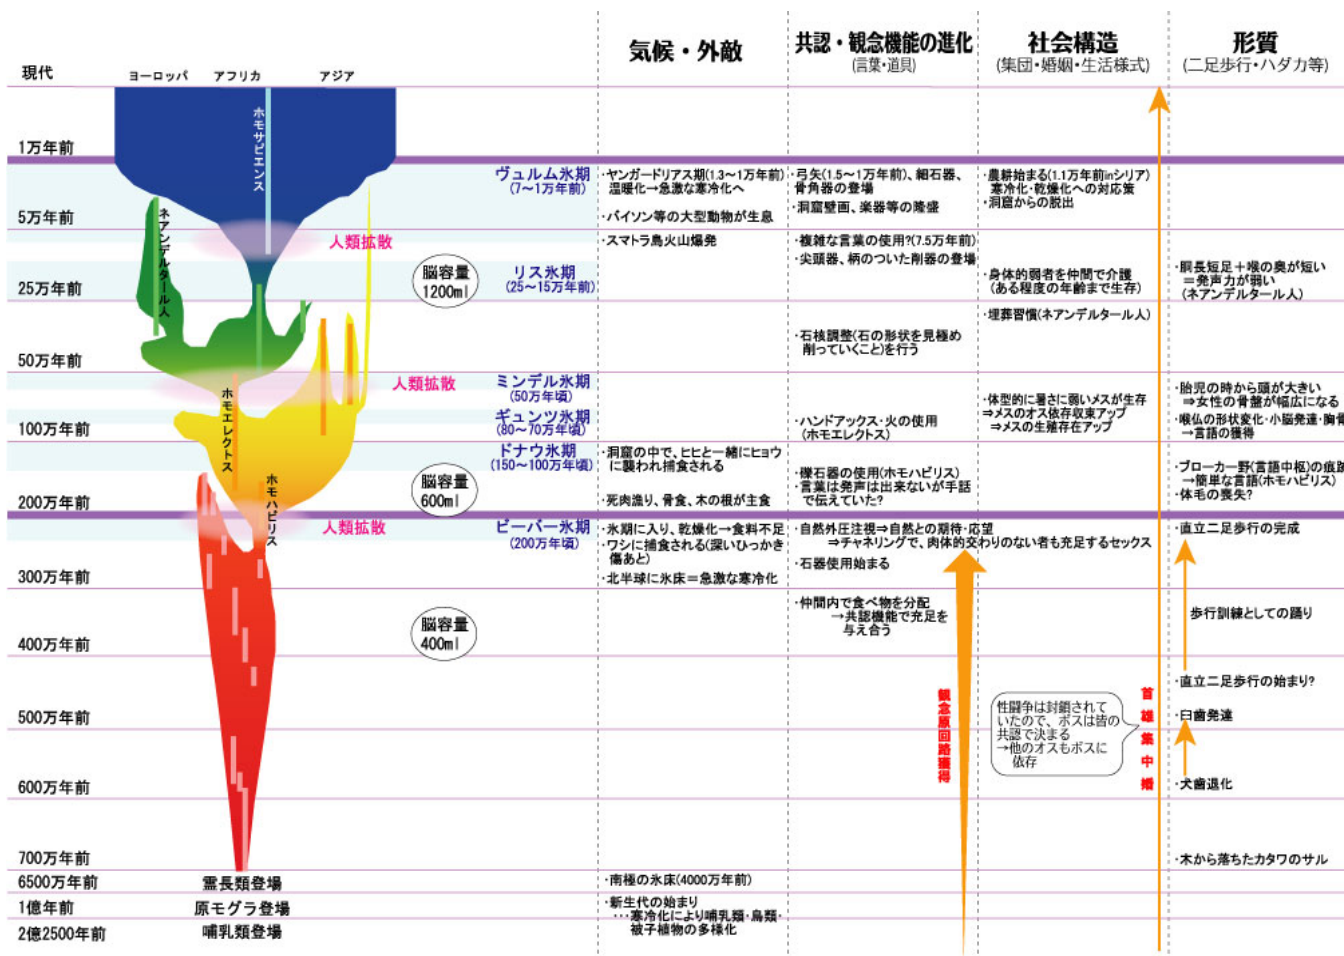 気候・外敵
共認・観念機能の進化
(言葉・道具)
社会構造
(集団・婚姻・生活様式)
形質
(二足歩行・ハダカ等)
現代
ヨーロッパ
アフリカ
アジア
ホモサピエンス
1万年前
ヴュルム氷期
(7~1万年前)
・ヤンガードリアス期(1.3~1万年前)
温暖化→急激な寒冷化へ
・バイソン等の大型動物が生息
・弓矢(1.5~1万年前)、細石器、
骨角器の登場
・洞窟壁画、楽器等の隆盛
・農耕始まる(1.1万年前inシリア)
寒冷化・乾燥化への対応策
・洞窟からの脱出
5万年前
ネアンデルタール人
人類拡散
・スマトラ島火山爆発
・複雑な言葉の使用?(7.5万年前)
・尖頭器、柄のついた削器の登場
脳容量
1200ml
リス氷期
(25~15万年前)
・身体的弱者を仲間で介護
(ある程度の年齢まで生存)
・胴長短足+喉の奥が短い
=発声力が弱い
(ネアンデルタール人)
25万年前
・埋葬習慣(ネアンデルタール人)
・石核調整(石の形状を見極め
削っていくこと)を行う
50万年前
人類拡散
ミンデル氷期
(50万年頃)
ホモエレクトス
・体型的に暑さに弱いメスが生存
⇒メスのオス依存収束アップ
⇒メスの生殖存在アップ
・胎児の時から頭が大きい
⇒女性の骨盤が幅広になる
ギュンツ氷期
(80~70万年頃)
・ハンドアックス・火の使用
(ホモエレクトス)
・喉仏の形状変化・小脳発達・胸骨
→言語の獲得
100万年前
ドナウ氷期
(150~100万年頃)
・洞窟の中で、ヒヒと一緒にヒョウ
に襲われ捕食される
・死肉漁り、骨食、木の根が主食
・礫石器の使用(ホモハビリス)
・言葉は発声は出来ないが手話
で伝えていた?
・ブローカー野(言語中枢)の痕跡
→簡単な言語(ホモハビリス)
・体毛の喪失?
脳容量
600ml
ホモハビリス
200万年前
人類拡散
ビーバー氷期
(200万年頃)
・氷期に入り、乾燥化→食料不足
・ワシに捕食される(深いひっかき
傷あと)
・北半球に氷床=急激な寒冷化
・自然外圧注視⇒自然との期待・応望
⇒チャネリングで、肉体的交わりのない者も充足するセックス
・石器使用始まる
・直立二足歩行の完成
300万年前
・仲間内で食べ物を分配
→共認機能で充足を
与え合う
歩行訓練としての踊り
脳容量
400ml
400万年前
・直立二足歩行の始まり?
観念原回路獲得
性闘争は封鎖されて
いたので、ボスは皆の
共認で決まる
→他のオスもボスに
依存
首雄集中婚
・臼歯発達
500万年前
・犬歯退化
600万年前
700万年前
・木から落ちたカタワのサル
6500万年前
霊長類登場
・南極の氷床(4000万年前)
1億年前
原モグラ登場
・新生代の始まり
・・・寒冷化により哺乳類・鳥類・
被子植物の多様化
2億2500年前
哺乳類登場